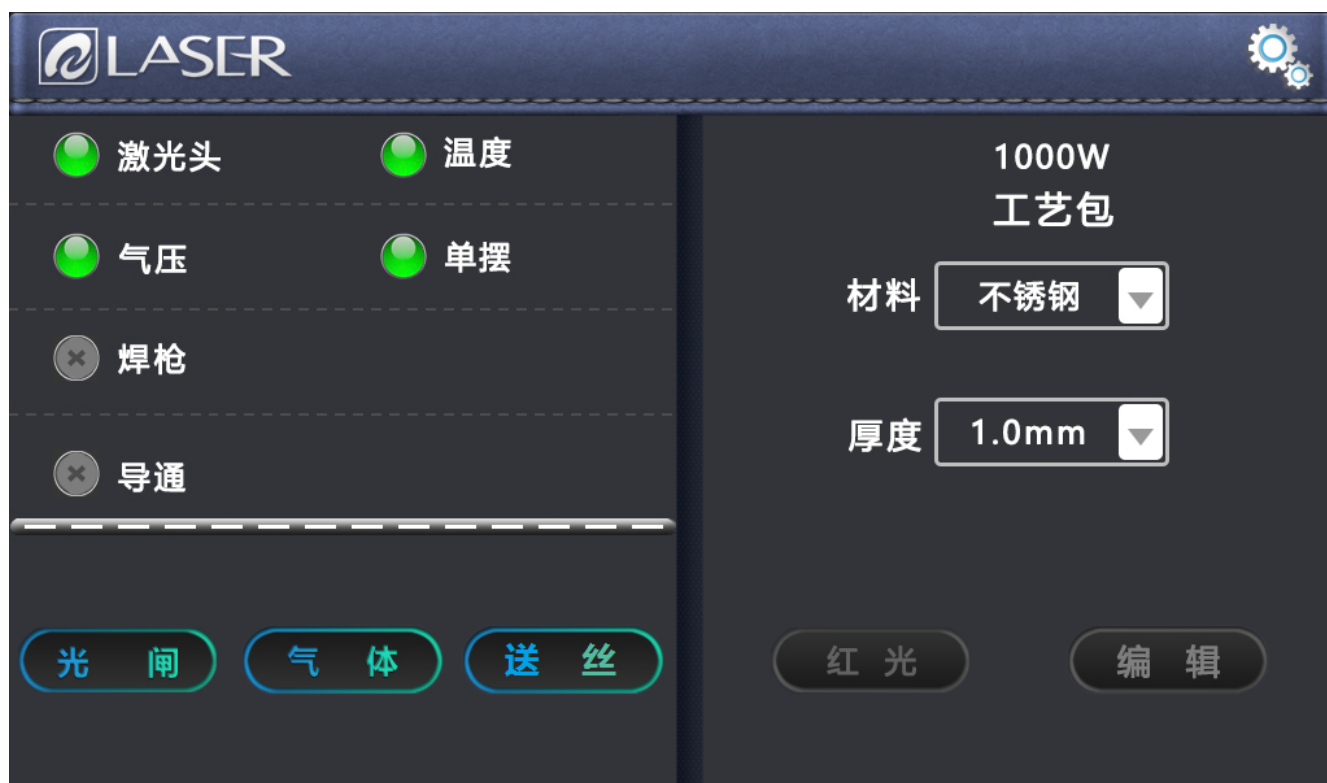 LASER
激光头 温度
气压 单摆
焊枪
导通
光闸 气体 送丝
1000W
工艺包
材料 不锈钢
厚度 1.0mm
红光 编辑